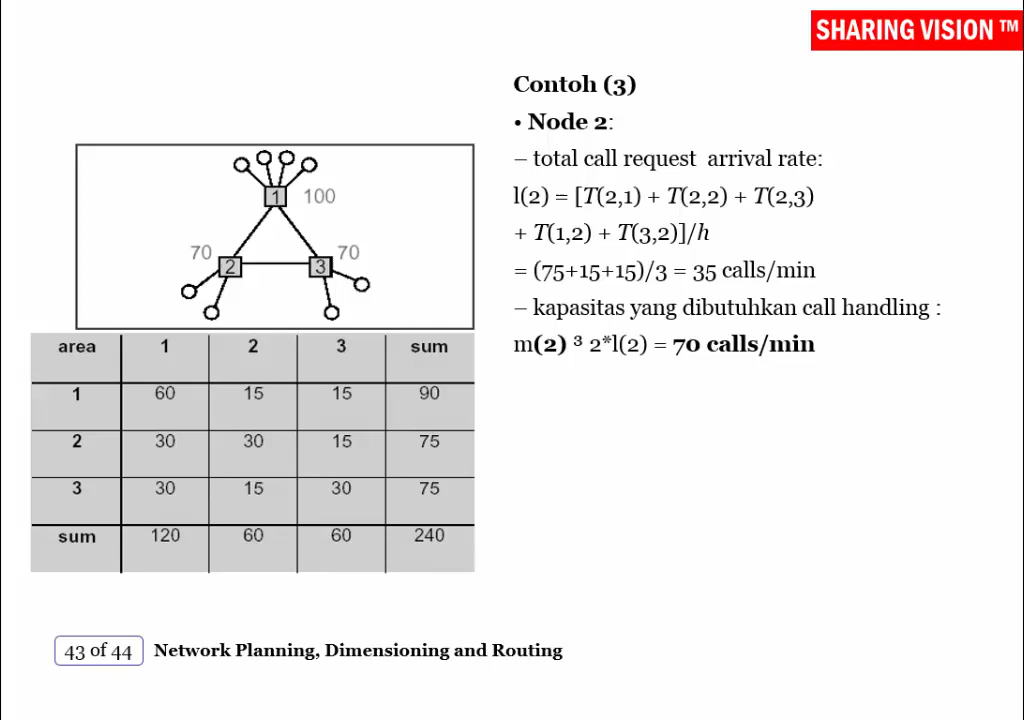 SHARING VISION ™
Contoh (3)
• Node 2:
– total call request arrival rate:
l(2) = [T(2,1) + T(2,2) + T(2,3)
+ T(1,2) + T(3,2)]/h
= (75+15+15)/3 = 35 calls/min
– kapasitas yang dibutuhkan call handling :
m(2) ³ 2*l(2) = 70 calls/min
1 100
70 70
2 3
area 1 2 3 sum
1 60 15 15 90
2 30 30 15 75
3 30 15 30 75
sum 120 60 60 240
43 of 44 Network Planning, Dimensioning and Routing